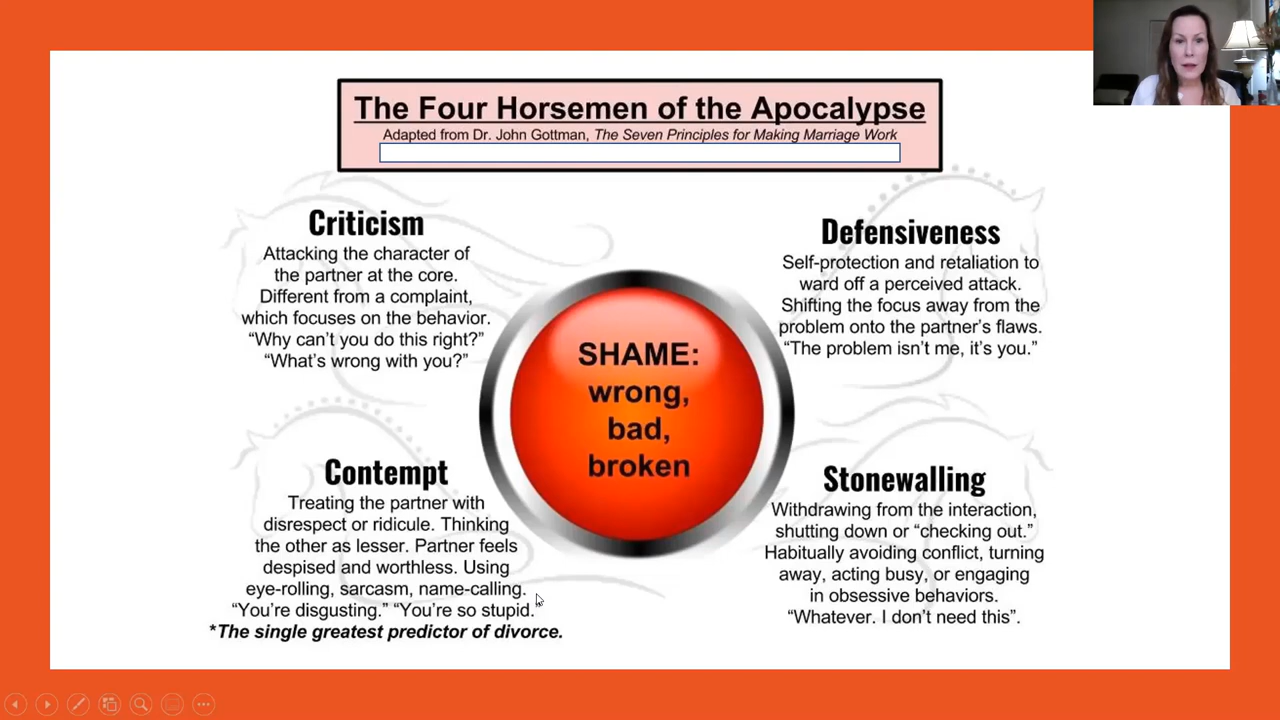 The Four Horsemen of the Apocalypse
Adapted from Dr. John Gottman, The Seven Principles for Making Marriage Work
Criticism
Attacking the character of
the partner at the core.
Different from a complaint,
which focuses on the behavior.
“Why can’t you do this right?”
“What’s wrong with you?”
Defensiveness
Self-protection and retaliation to
ward off a perceived attack.
Shifting the focus away from the
problem onto the partner’s flaws.
“The problem isn’t me, it’s you.”
SHAME:
wrong,
bad,
broken
Contempt
Treating the partner with
disrespect or ridicule. Thinking
the other as lesser. Partner feels
despised and worthless. Using
eye-rolling, sarcasm, name-calling.
“You’re disgusting.” “You’re so stupid.”
*The single greatest predictor of divorce.
Stonewalling
Withdrawing from the interaction,
shutting down or “checking out.”
Habitually avoiding conflict, turning
away, acting busy, or engaging
in obsessive behaviors.
“Whatever. I don’t need this”.